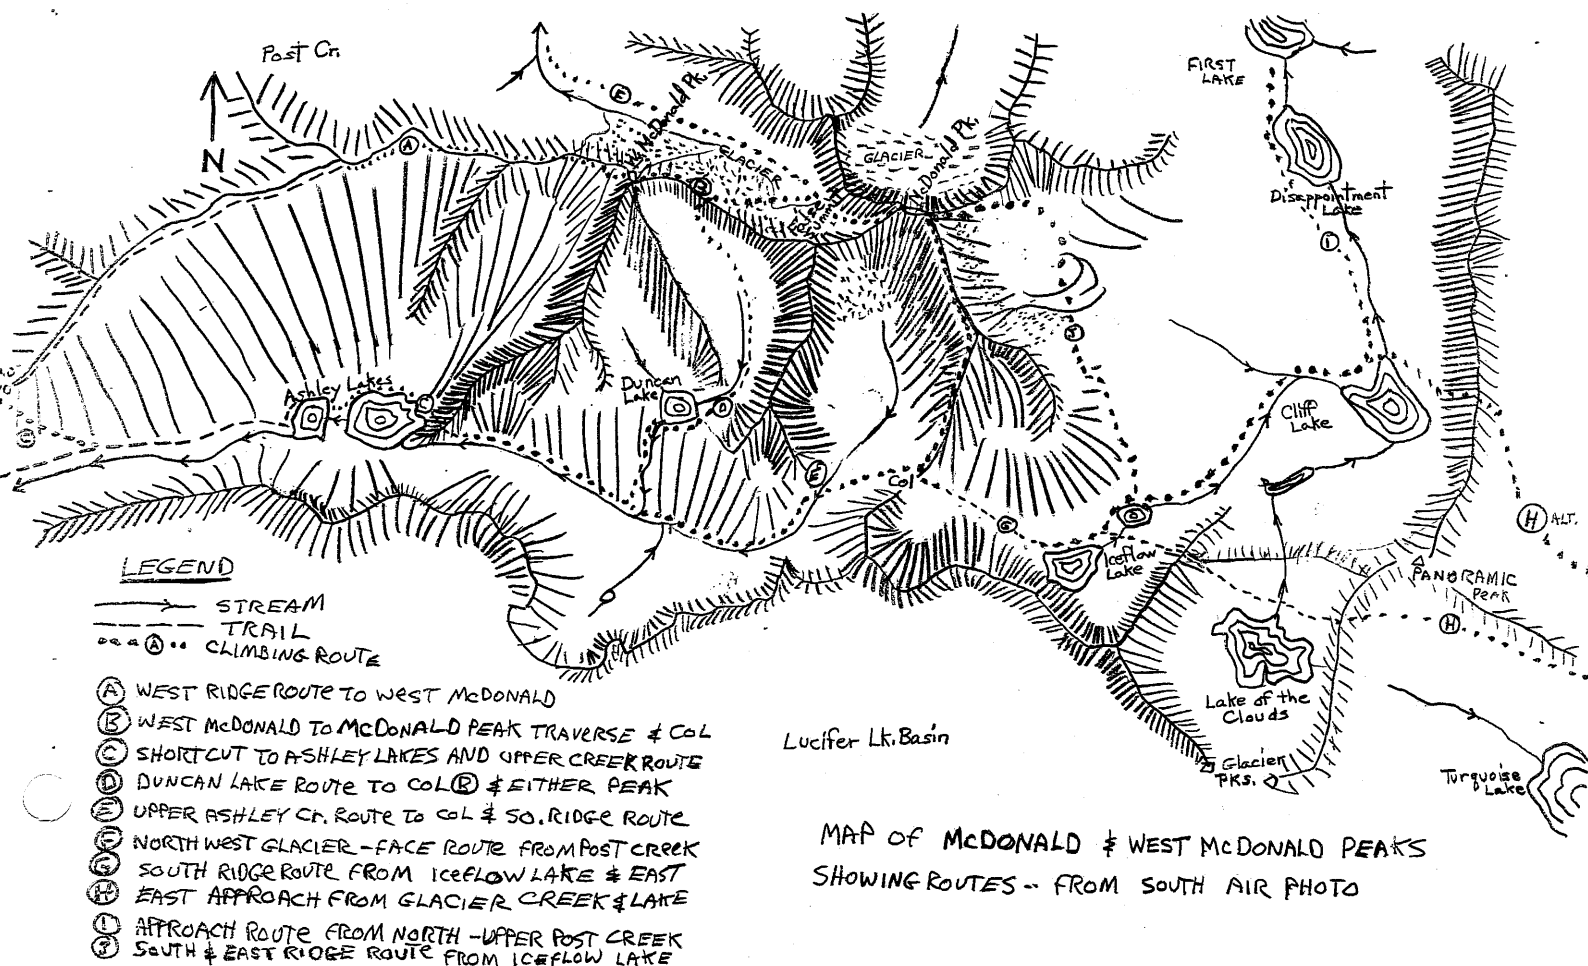 Post Cr.
N
A
F
W. McDonald Pk.
GLACIER
GLACIER
McDonald Pk.
B
FIRST
LAKE
Disappointment
Lake
I
J
Ashley Lakes
C
Duncan
Lake
D
E
Col
G
Iceflow
Lake
Cliff
Lake
H ALT.
PANORAMIC
PEAK
H
Lake of the
Clouds
Glacier
PKS.
Turquoise
Lake
Lucifer Lk. Basin
LEGEND
STREAM
TRAIL
A CLIMBING ROUTE
A WEST RIDGE ROUTE TO WEST McDONALD
B WEST McDONALD TO McDONALD PEAK TRAVERSE & COL
C SHORTCUT TO ASHLEY LAKES AND UPPER CREEK ROUTE
D DUNCAN LAKE ROUTE TO COL B & EITHER PEAK
E UPPER ASHLEY Cr. ROUTE TO COL & SO. RIDGE ROUTE
F NORTHWEST GLACIER-FACE ROUTE FROM POST CREEK
G SOUTH RIDGE ROUTE FROM ICEFLOW LAKE & EAST
H EAST APPROACH FROM GLACIER CREEK & LAKE
I APPROACH ROUTE FROM NORTH - UPPER POST CREEK
J SOUTH & EAST RIDGE ROUTE FROM ICEFLOW LAKE
MAP OF McDONALD & WEST McDONALD PEAKS
SHOWING ROUTES -- FROM SOUTH AIR PHOTO